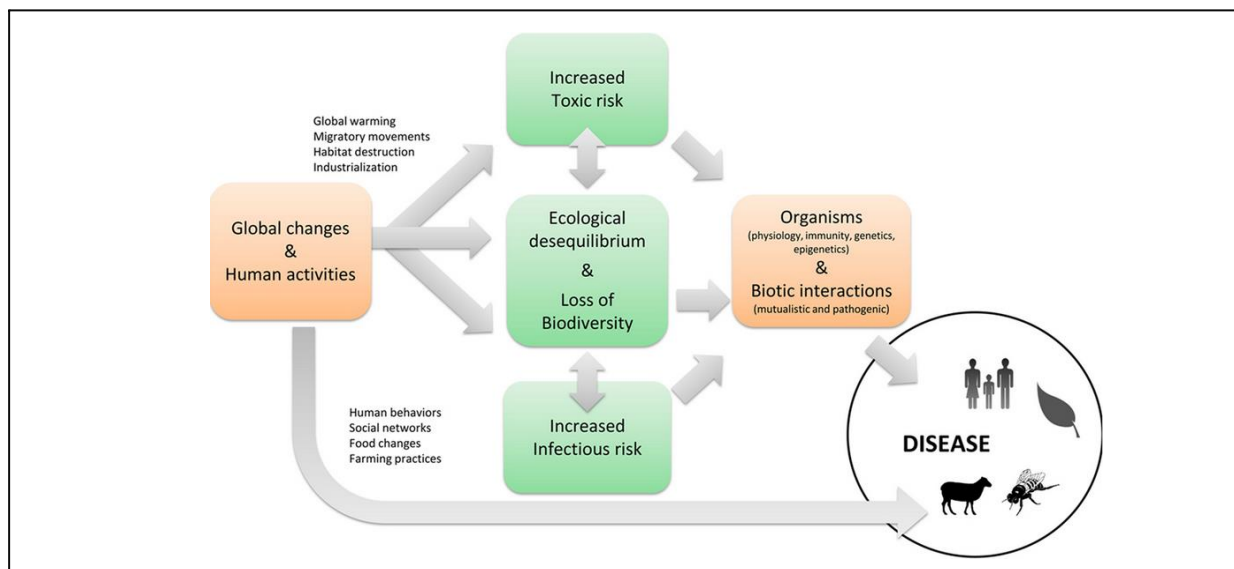 Increased
Toxic risk
Global warming
Migratory movements
Habitat destruction
Industrialization
Global changes
&
Human activities
Ecological
desequilibrium
&
Loss of
Biodiversity
Organisms
(physiology, immunity, genetics,
epigenetics)
&
Biotic interactions
(mutualistic and pathogenic)
Human behaviors
Social networks
Food changes
Farming practices
Increased
Infectious risk
DISEASE